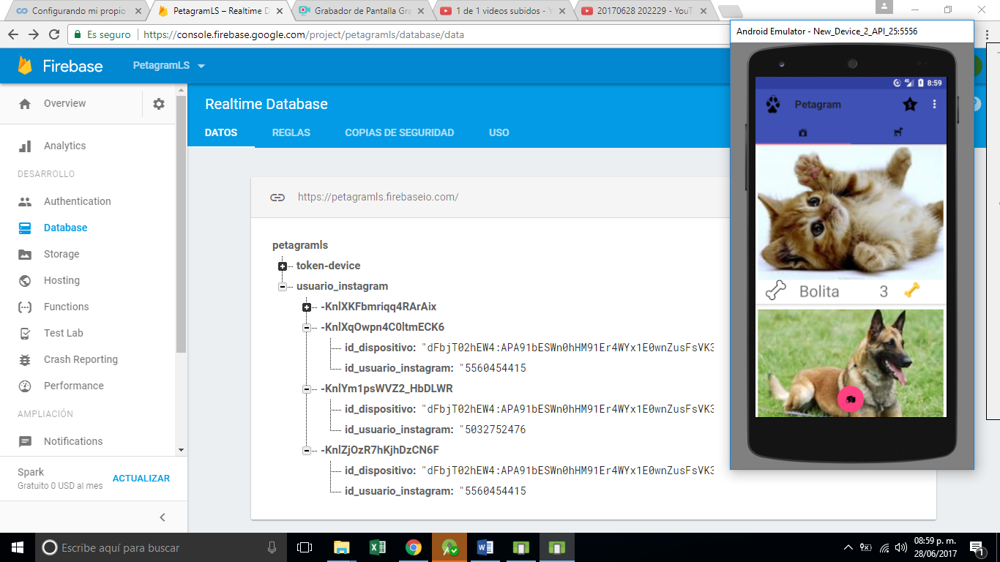 Configurando mi propio
PetagramLS – Realtime D
Grabador de Pantalla Gra
1 de 1 videos subidos - Y
20170628 202229 - YouT
Es seguro
https://console.firebase.google.com/project/petagramls/database/data
Firebase
PetagramLS
Overview
Analytics
DESARROLLO
Authentication
Database
Storage
Hosting
Functions
Test Lab
Crash Reporting
Performance
AMPLIACIÓN
Notifications
Spark
Gratuito 0 USD al mes
ACTUALIZAR
Realtime Database
DATOS REGLAS COPIAS DE SEGURIDAD USO
https://petagramls.firebaseio.com/
petagramls
token-device
usuario_instagram
-KnlXKFbmriqq4RArAix
-KnlXqOwpn4C0ltmECK6
id_dispositivo: "dFbjT02hEW4:APA91bESWn0hHM91Er4WYx1E0wnZusFsVK3
id_usuario_instagram: "5560454415
-KnlYm1psWVZ2_HbDLWR
id_dispositivo: "dFbjT02hEW4:APA91bESWn0hHM91Er4WYx1E0wnZusFsVK3
id_usuario_instagram: "5032752476
-KnlZjOzR7hKjhDzCN6F
id_dispositivo: "dFbjT02hEW4:APA91bESWn0hHM91Er4WYx1E0wnZusFsVK3
id_usuario_instagram: "5560454415
Android Emulator - New_Device_2_API_25:5556
4G 8:59
Petagram
5
Bolita 3
Escribe aquí para buscar
08:59 p. m.
28/06/2017
1